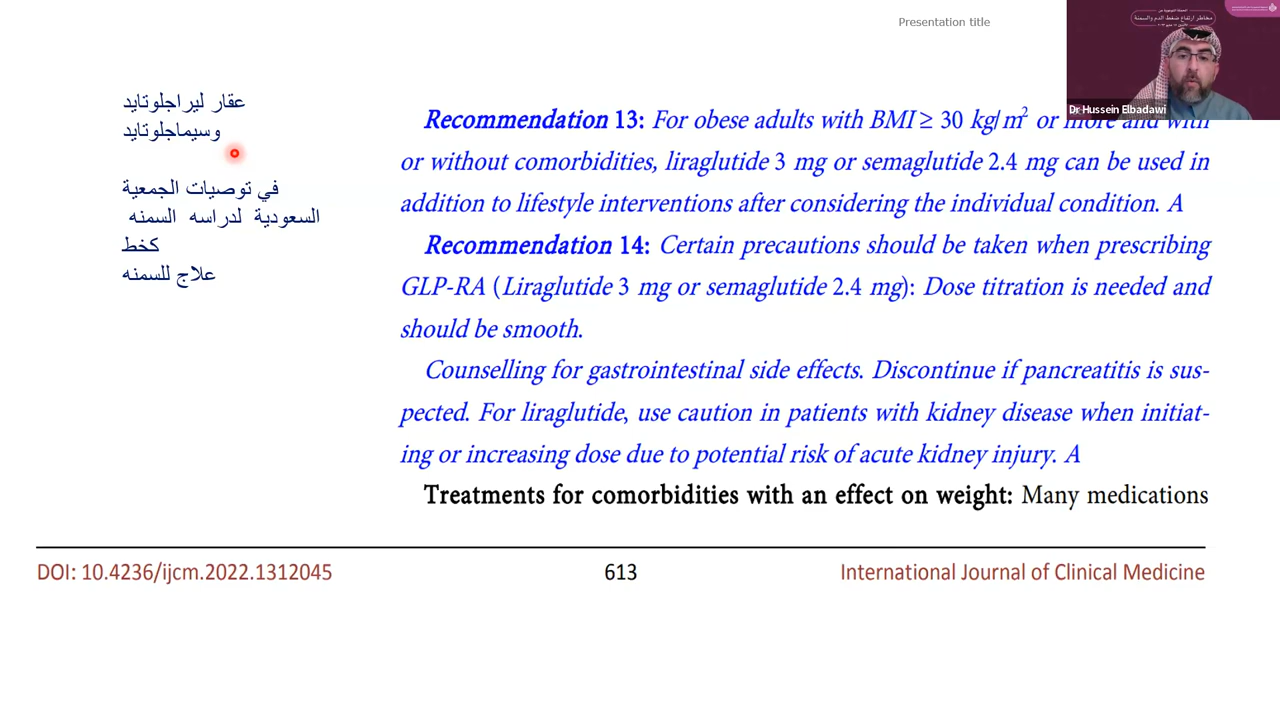 Presentation title
مخاطر ارتفاع ضغط الدم والسمنة
Dr Hussein Elbadawi
عقار ليراجلوتايد
وسيماجلوتايد
في توصيات الجمعية
السعودية لدراسه السمنه
كخط
علاج للسمنه
Recommendation 13: For obese adults with BMI ≥ 30 kg/m² or more and with
or without comorbidities, liraglutide 3 mg or semaglutide 2.4 mg can be used in
addition to lifestyle interventions after considering the individual condition. A
Recommendation 14: Certain precautions should be taken when prescribing
GLP-RA (Liraglutide 3 mg or semaglutide 2.4 mg): Dose titration is needed and
should be smooth.
Counselling for gastrointestinal side effects. Discontinue if pancreatitis is sus-
pected. For liraglutide, use caution in patients with kidney disease when initiat-
ing or increasing dose due to potential risk of acute kidney injury. A
Treatments for comorbidities with an effect on weight: Many medications
DOI: 10.4236/ijcm.2022.1312045
613
International Journal of Clinical Medicine